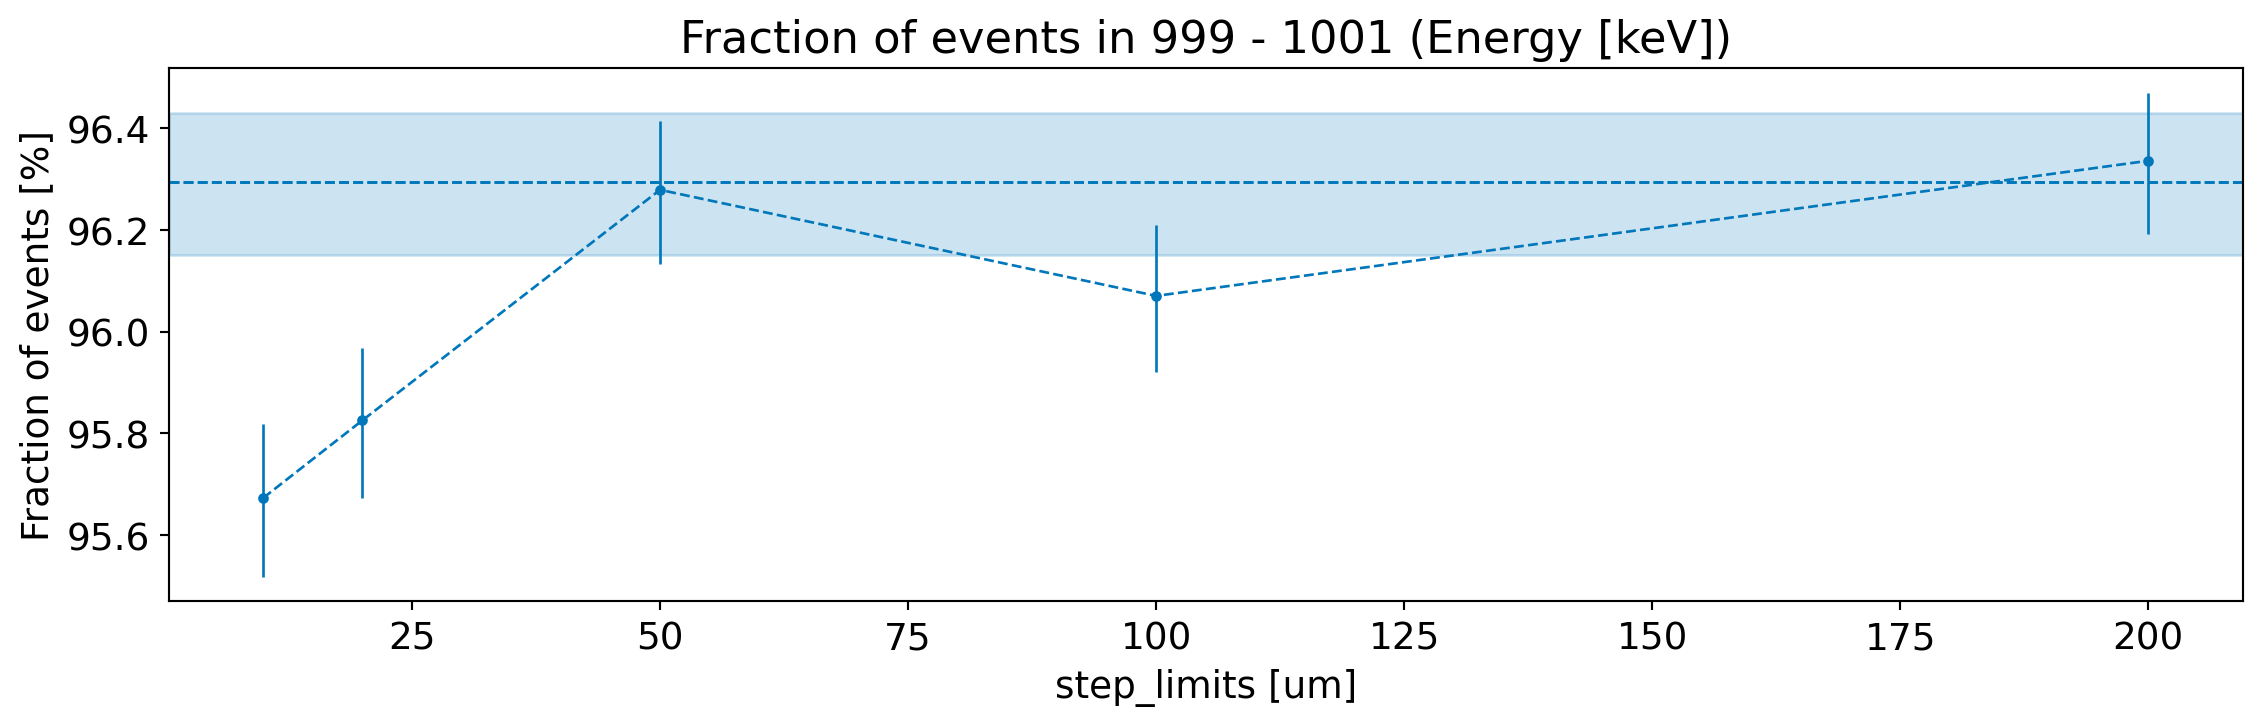 Fraction of events in 999 - 1001 (Energy [keV])
Fraction of events [%]
96.4
96.2
96.0
95.8
95.6
25 50 75 100 125 150 175 200
step_limits [um]